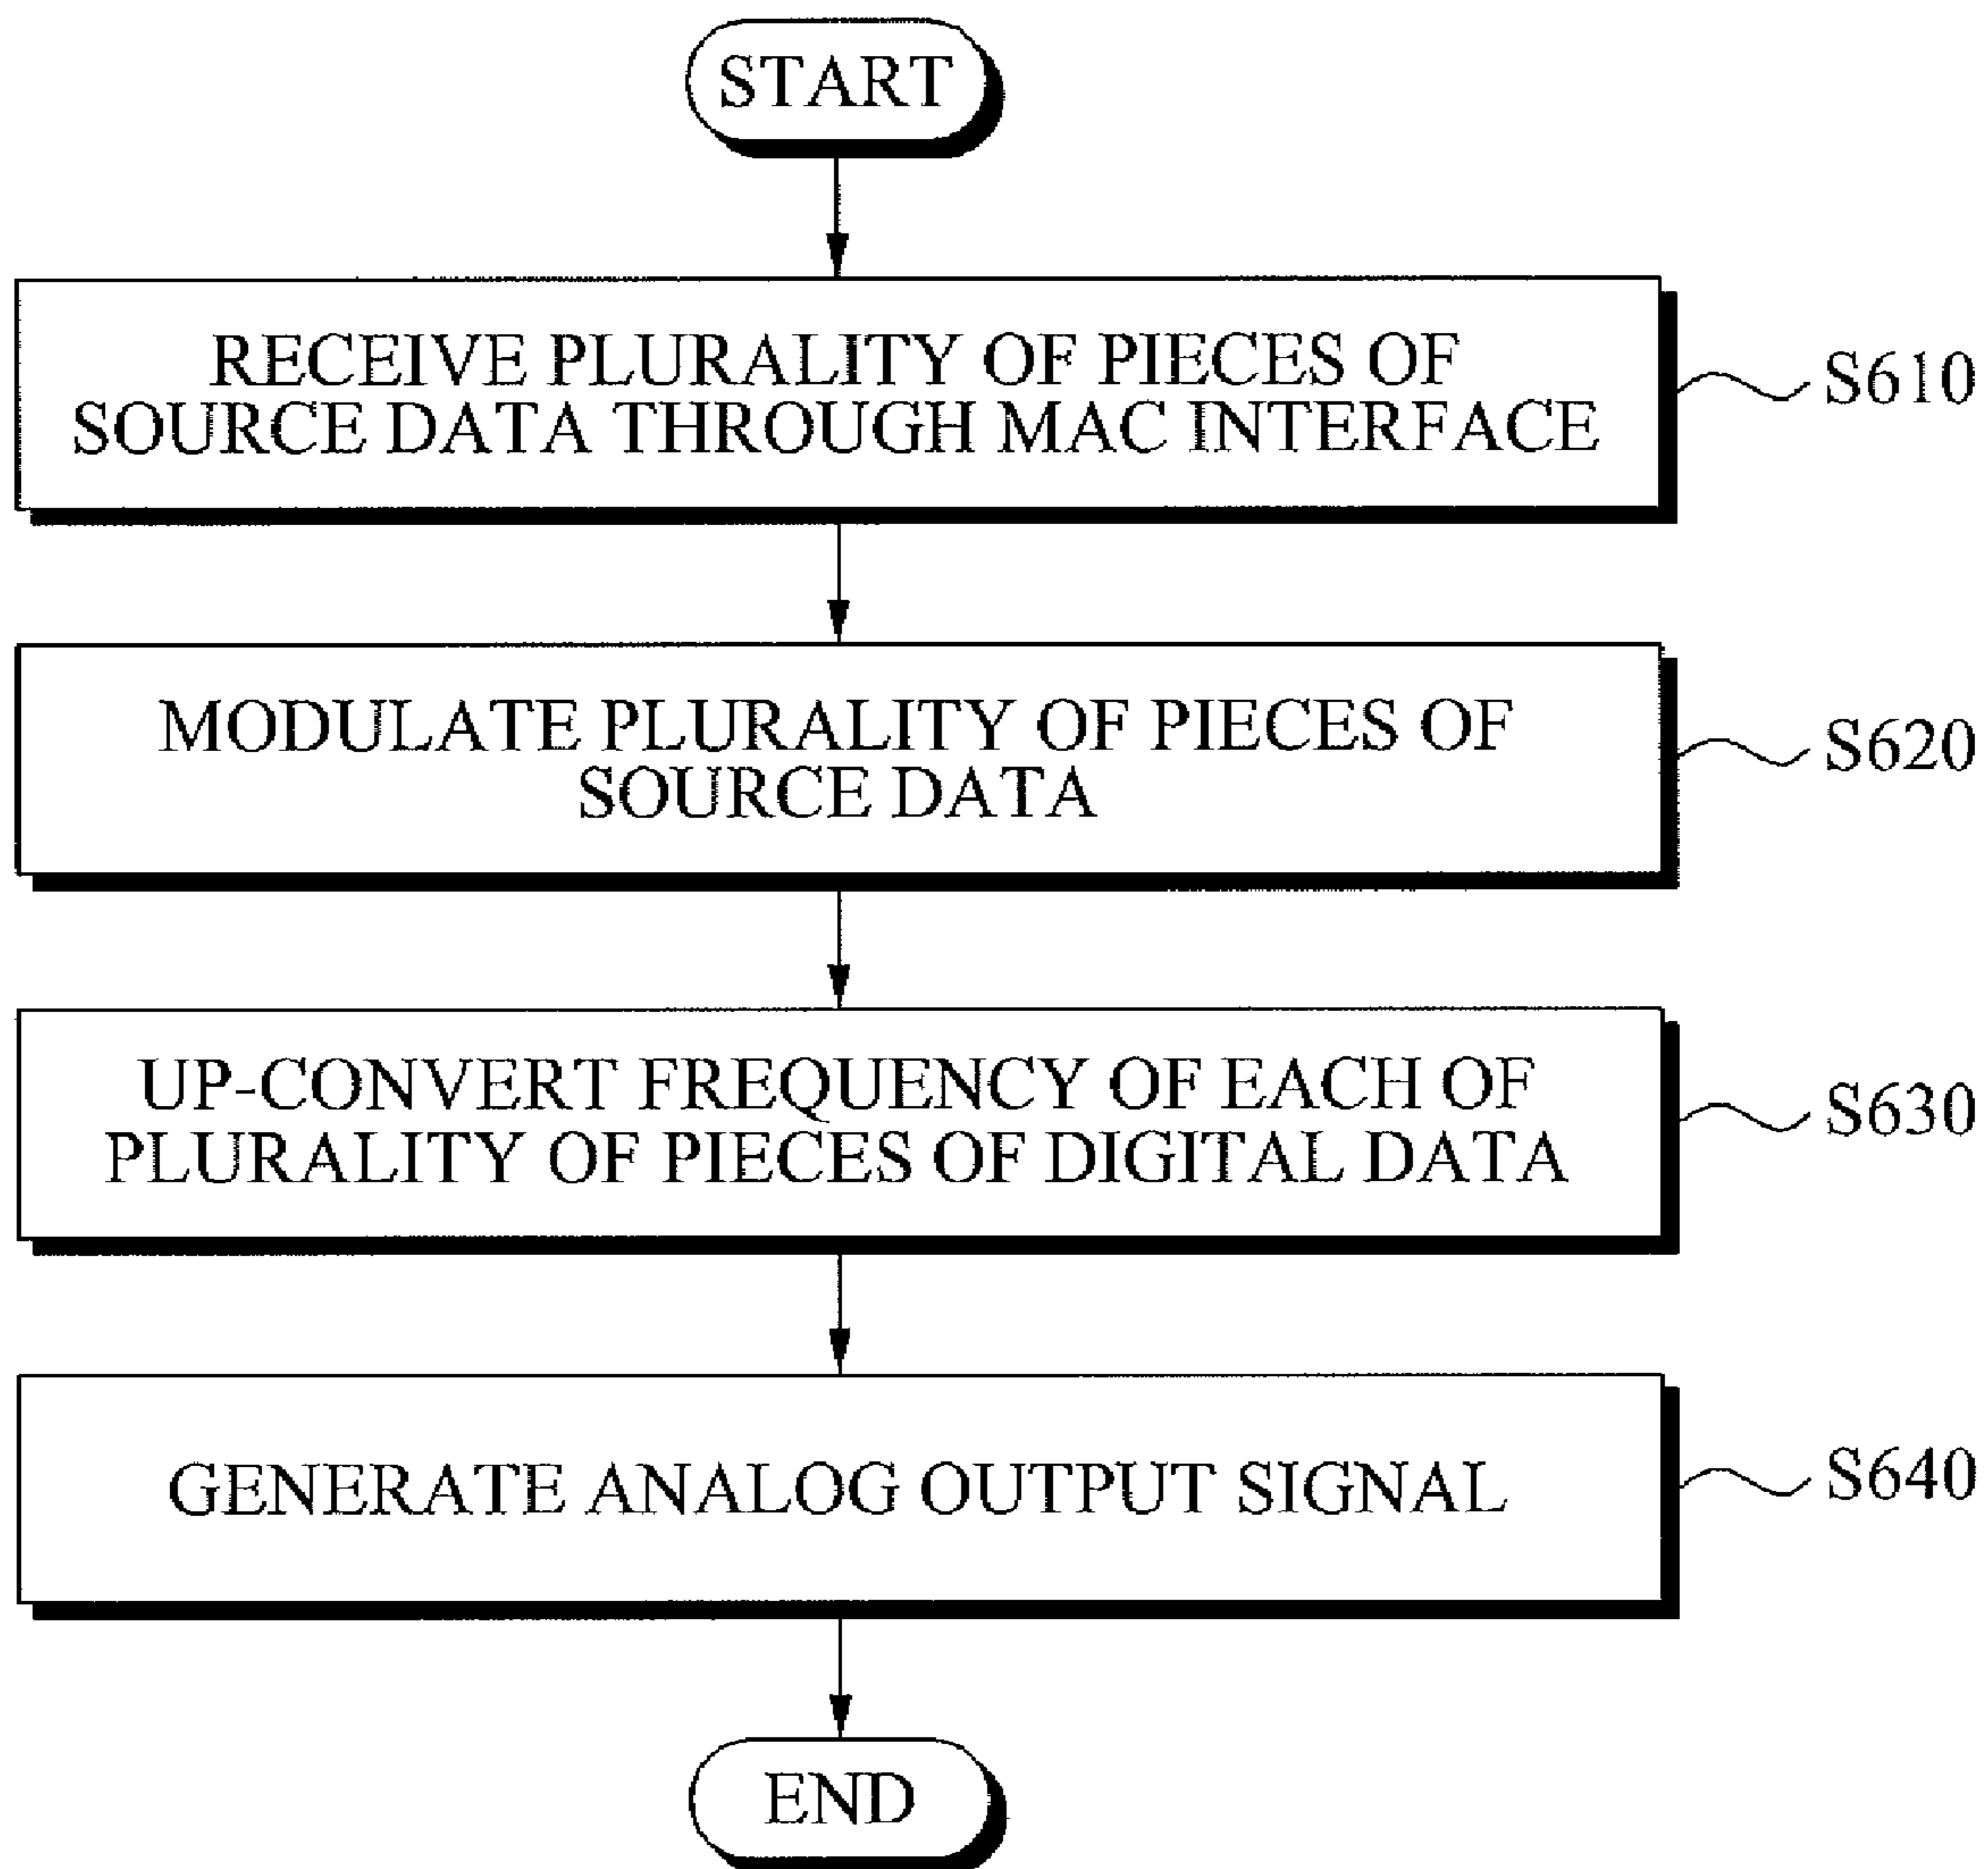 START
RECEIVE PLURALITY OF PIECES OF
SOURCE DATA THROUGH MAC INTERFACE
S610
MODULATE PLURALITY OF PIECES OF
SOURCE DATA
S620
UP-CONVERT FREQUENCY OF EACH OF
PLURALITY OF PIECES OF DIGITAL DATA
S630
GENERATE ANALOG OUTPUT SIGNAL
S640
END